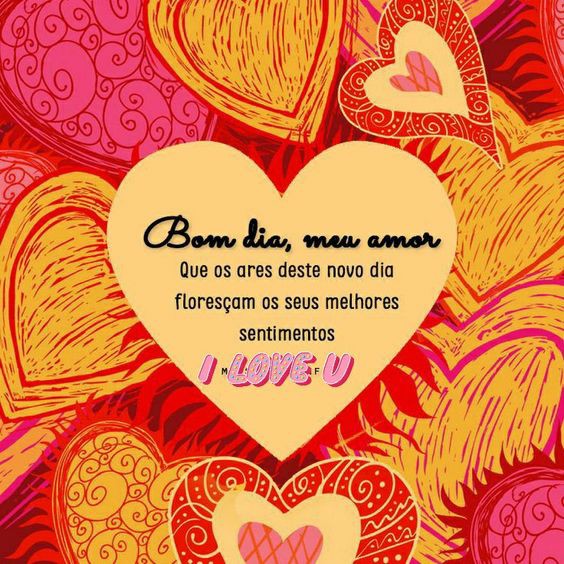 Bom dia, meu amor
Que os ares deste novo dia
floresçam os seus melhores
sentimentos
I LOVE U